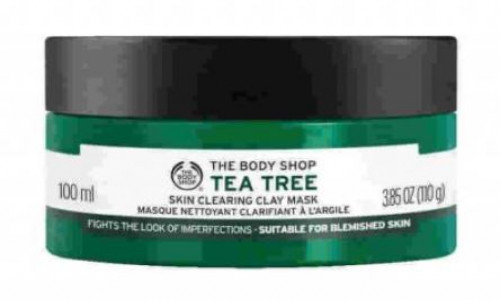 THE BODY SHOP
TEA TREE
SKIN CLEARING CLAY MASK
MASQUE NETTOYANT CLARIFIANT À L'ARGILE
100 ml
THE
BODY
SHOP
3.85 OZ (110 g)
FIGHTS THE LOOK OF IMPERFECTIONS · SUITABLE FOR BLEMISHED SKIN